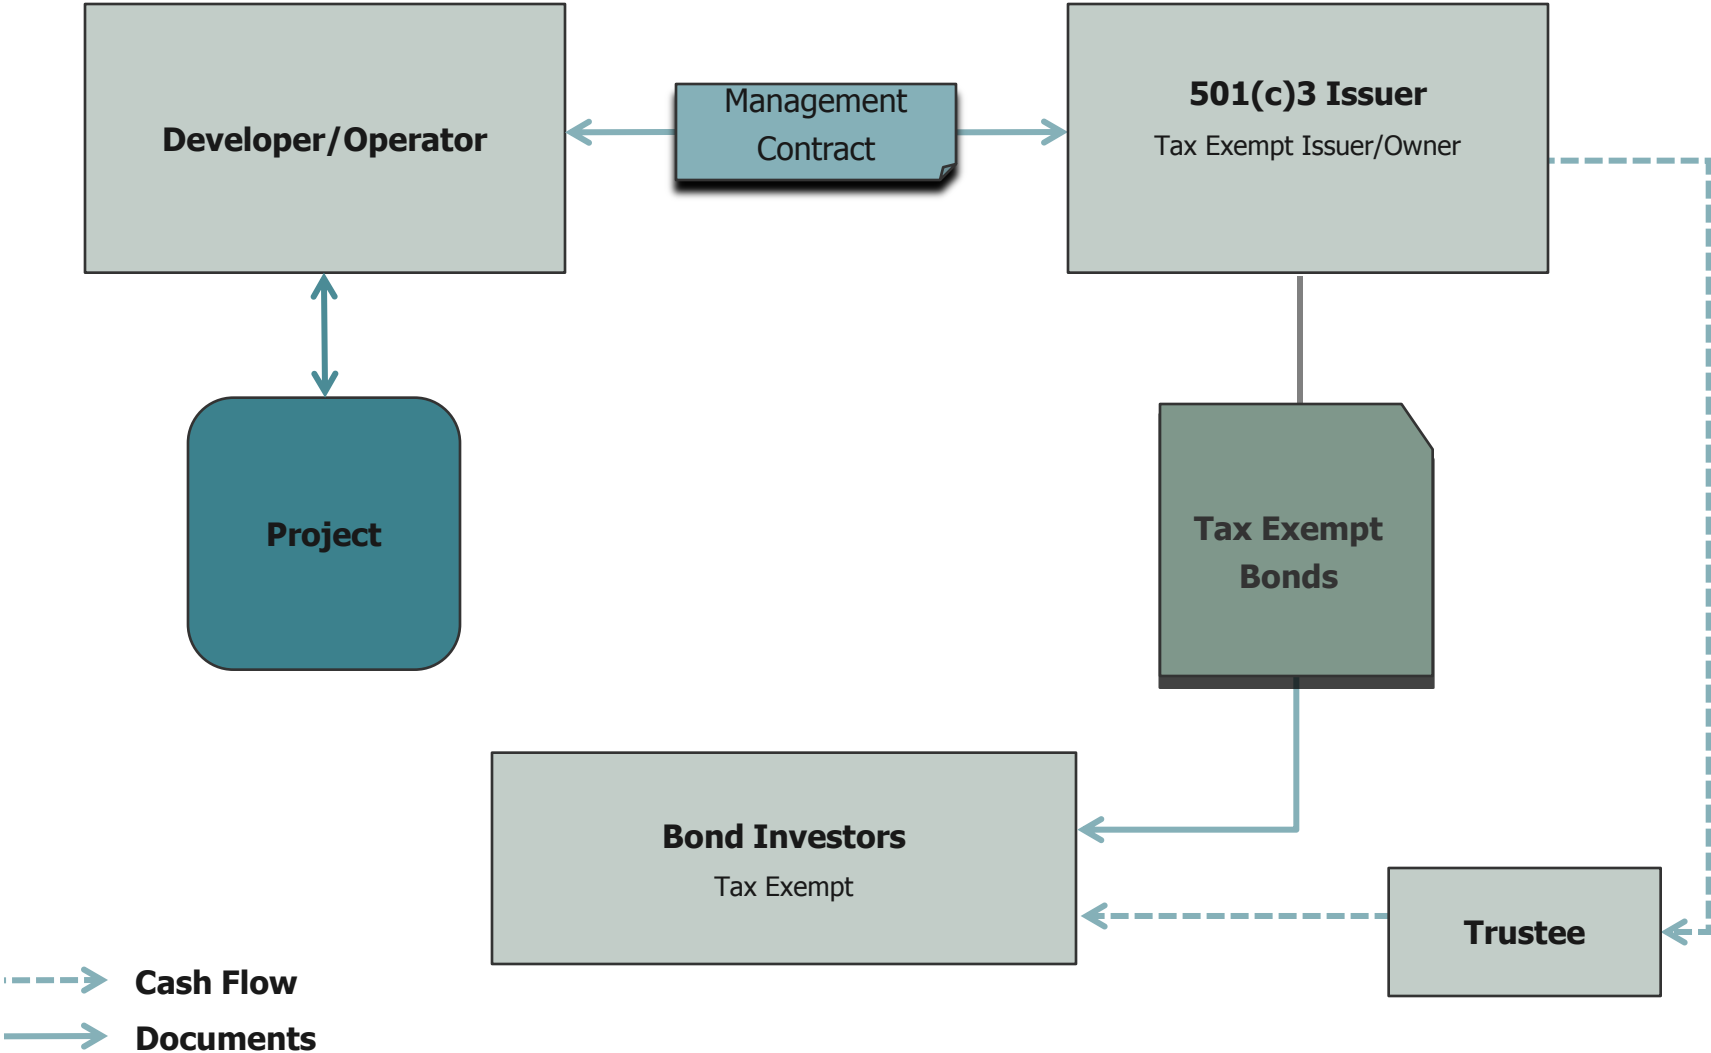 Developer/Operator
Management
Contract
501(c)3 Issuer
Tax Exempt Issuer/Owner
Project
Tax Exempt
Bonds
Bond Investors
Tax Exempt
Trustee
Cash Flow
Documents